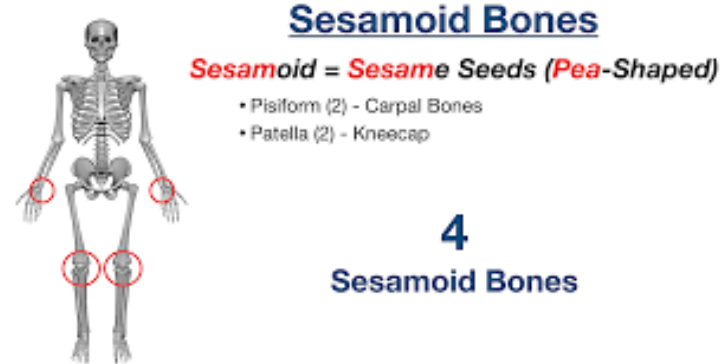 Sesamoid Bones
Sesamoid = Sesame Seeds (Pea-Shaped)
• Pisiform (2) - Carpal Bones
• Patella (2) - Kneecap
4
Sesamoid Bones